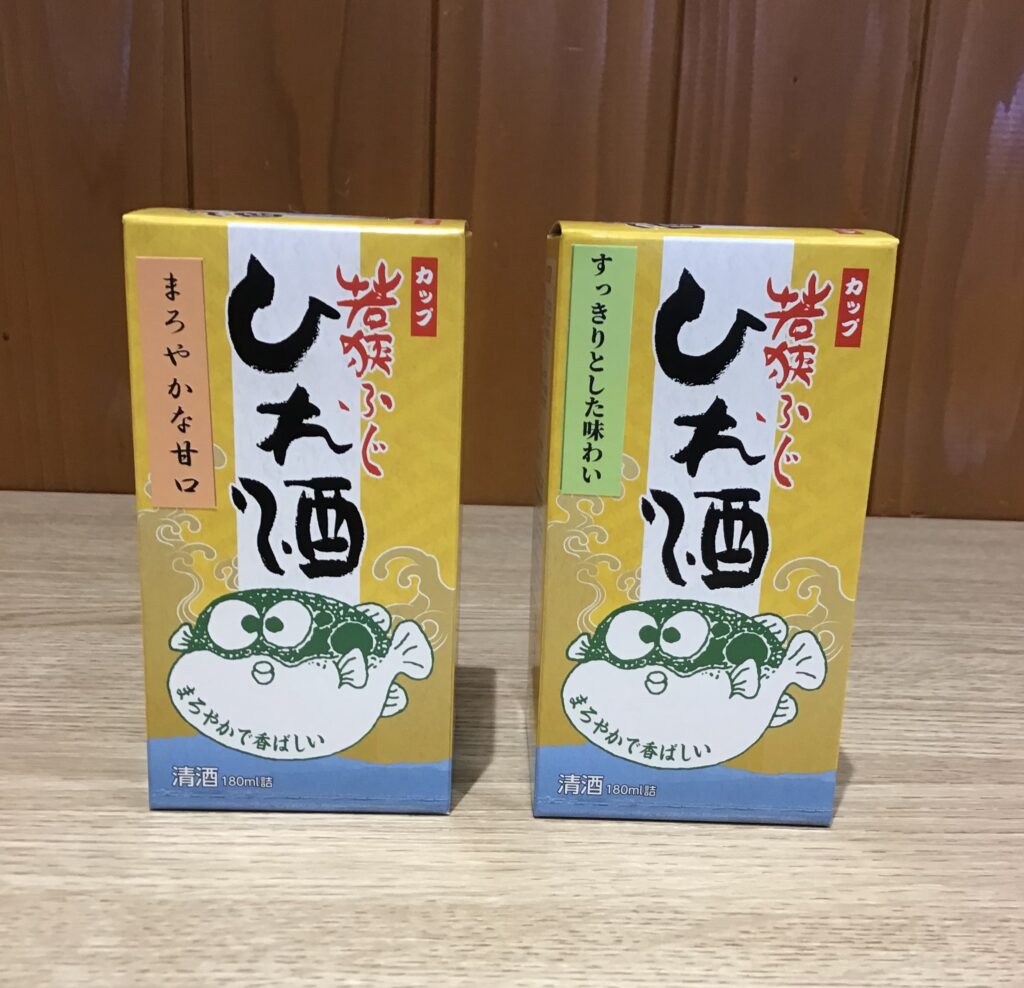 まろやかな甘口
カップ
若狭ふじ
ひれ酒
まろやかで香ばしい
清酒 180ml詰
すっきりとした味わい
カップ
若狭ふぐ
ひれ酒
まろやかで香ばしい
清酒 180ml詰